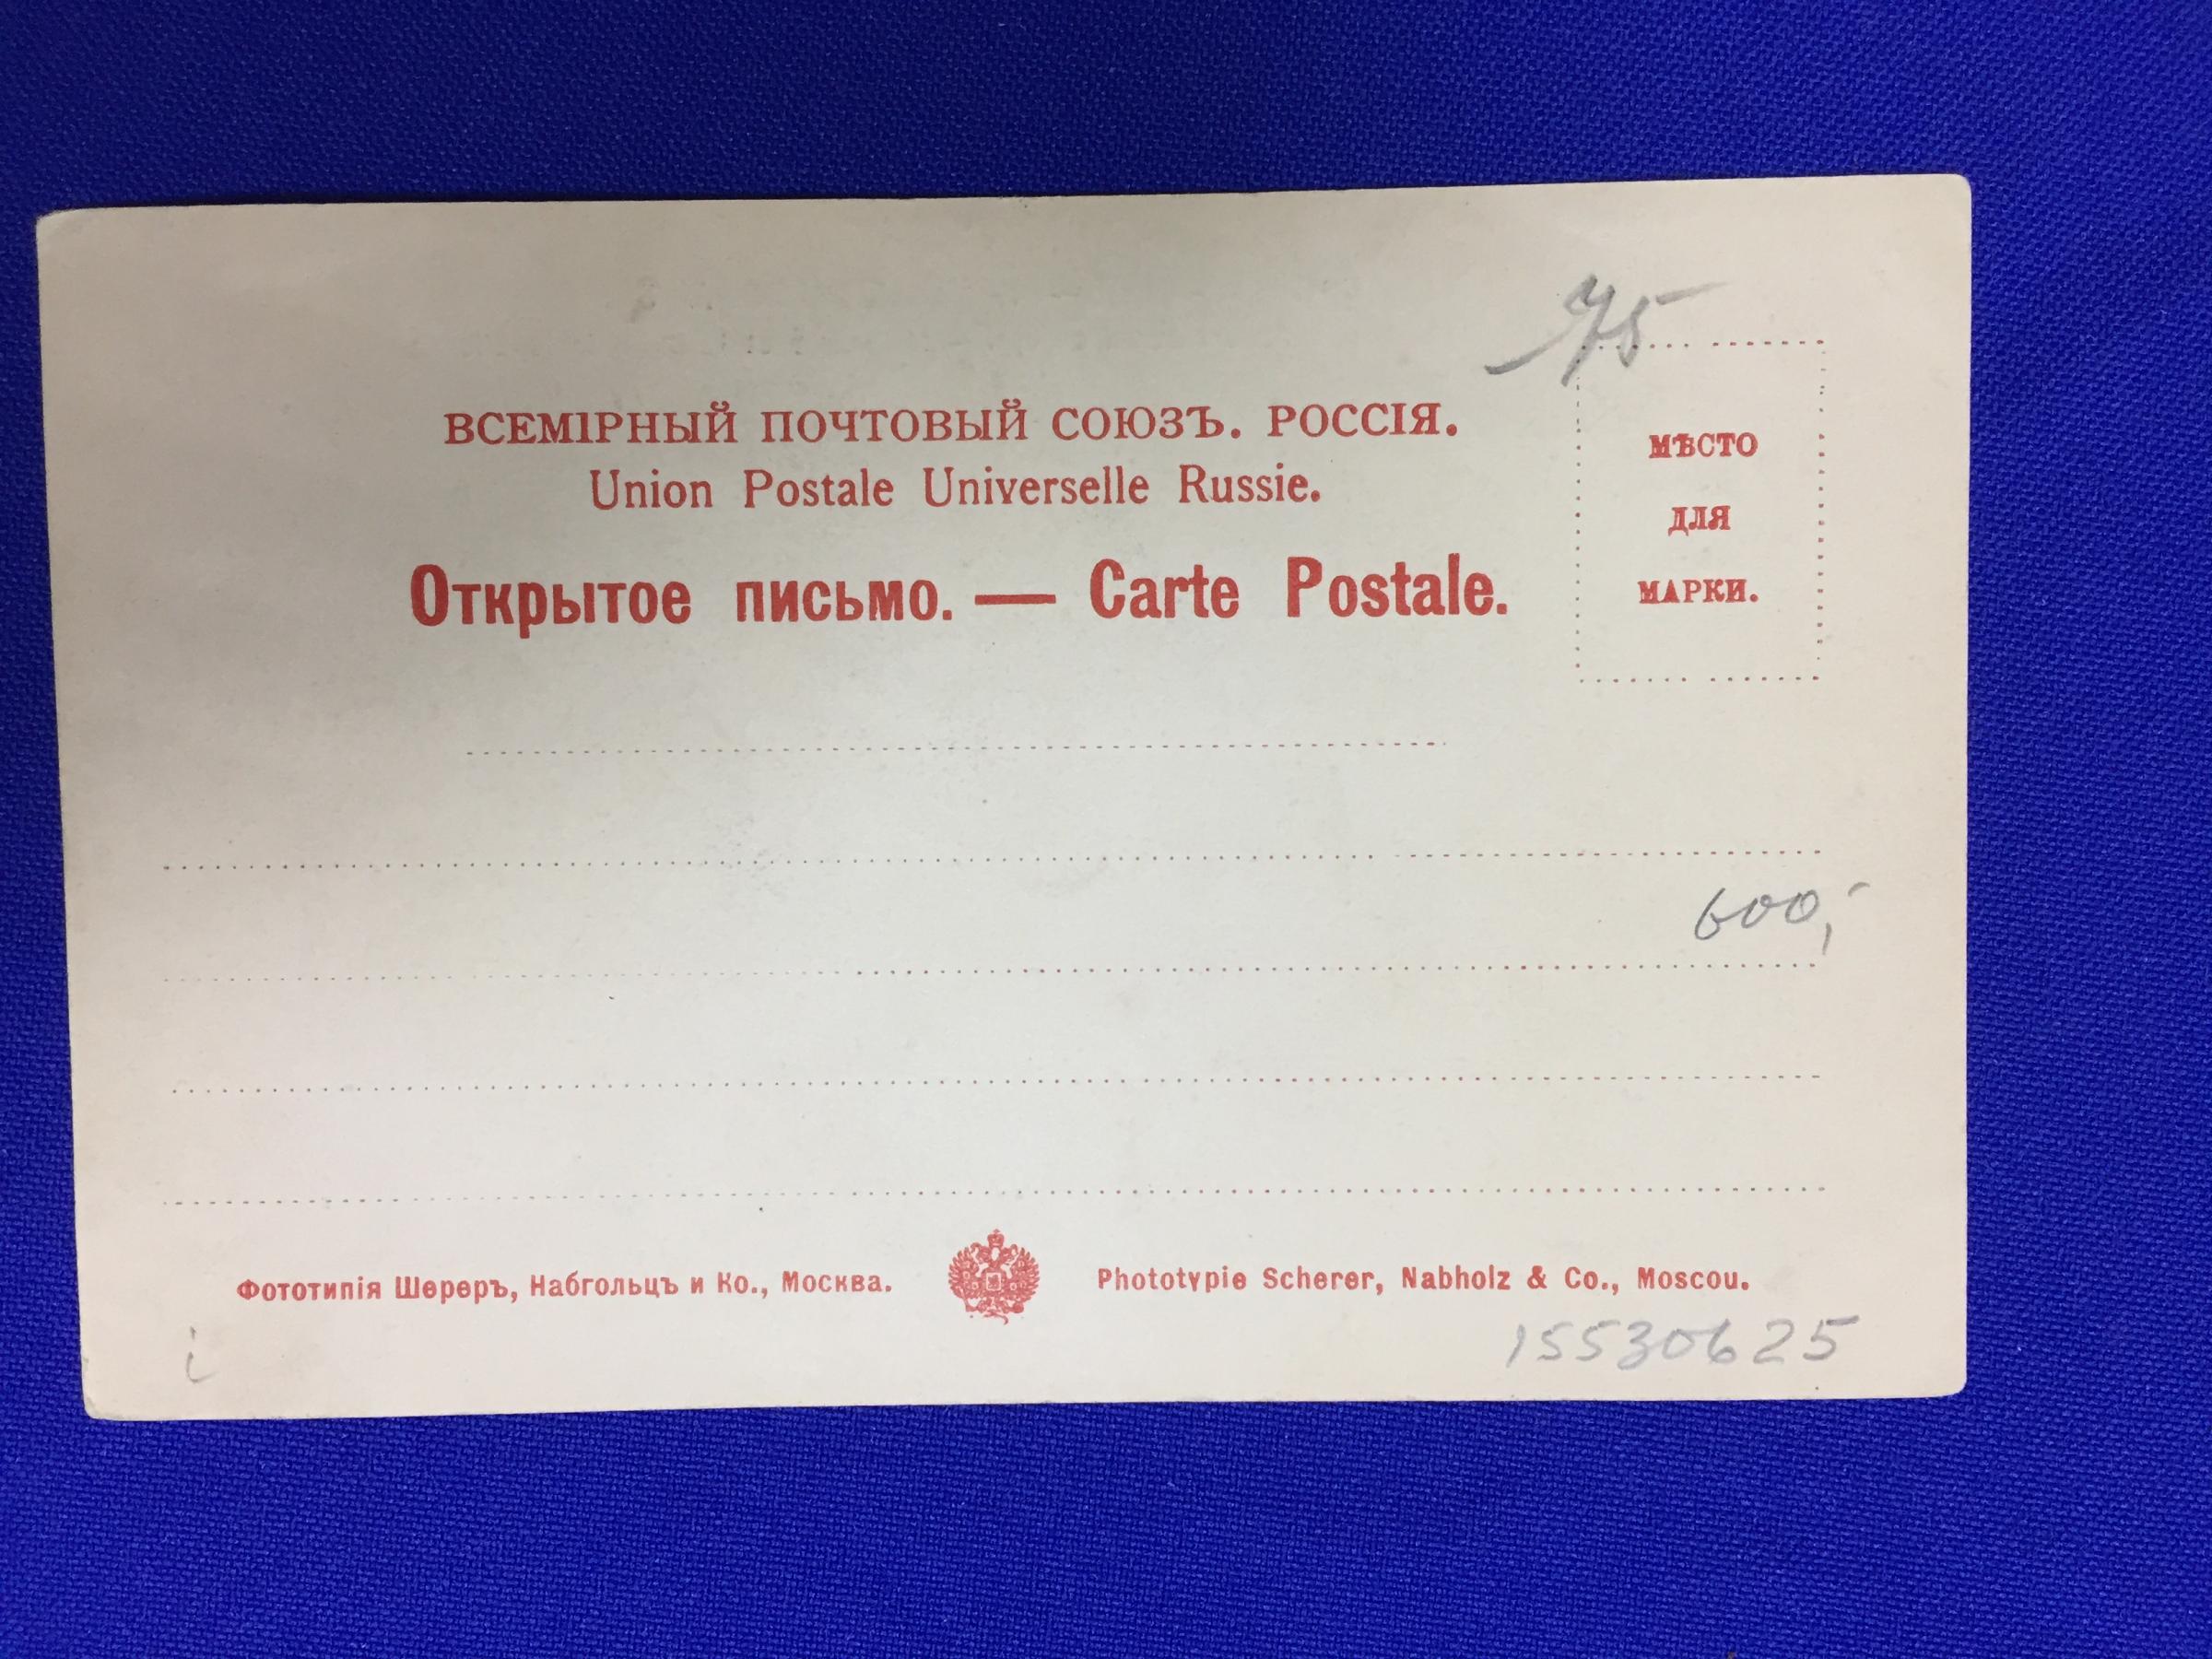 75
ВСЕМІРНЫЙ ПОЧТОВЫЙ СОЮЗЪ. РОССІЯ.
Union Postale Universelle Russie.
Открытое письмо. — Carte Postale.
МѢСТО
ДЛЯ
МАРКИ.
600,-
Фототипія Шереръ, Набгольцъ и Ко., Москва.
Phototypie Scherer, Nabholz & Co., Moscou.
i
15530625